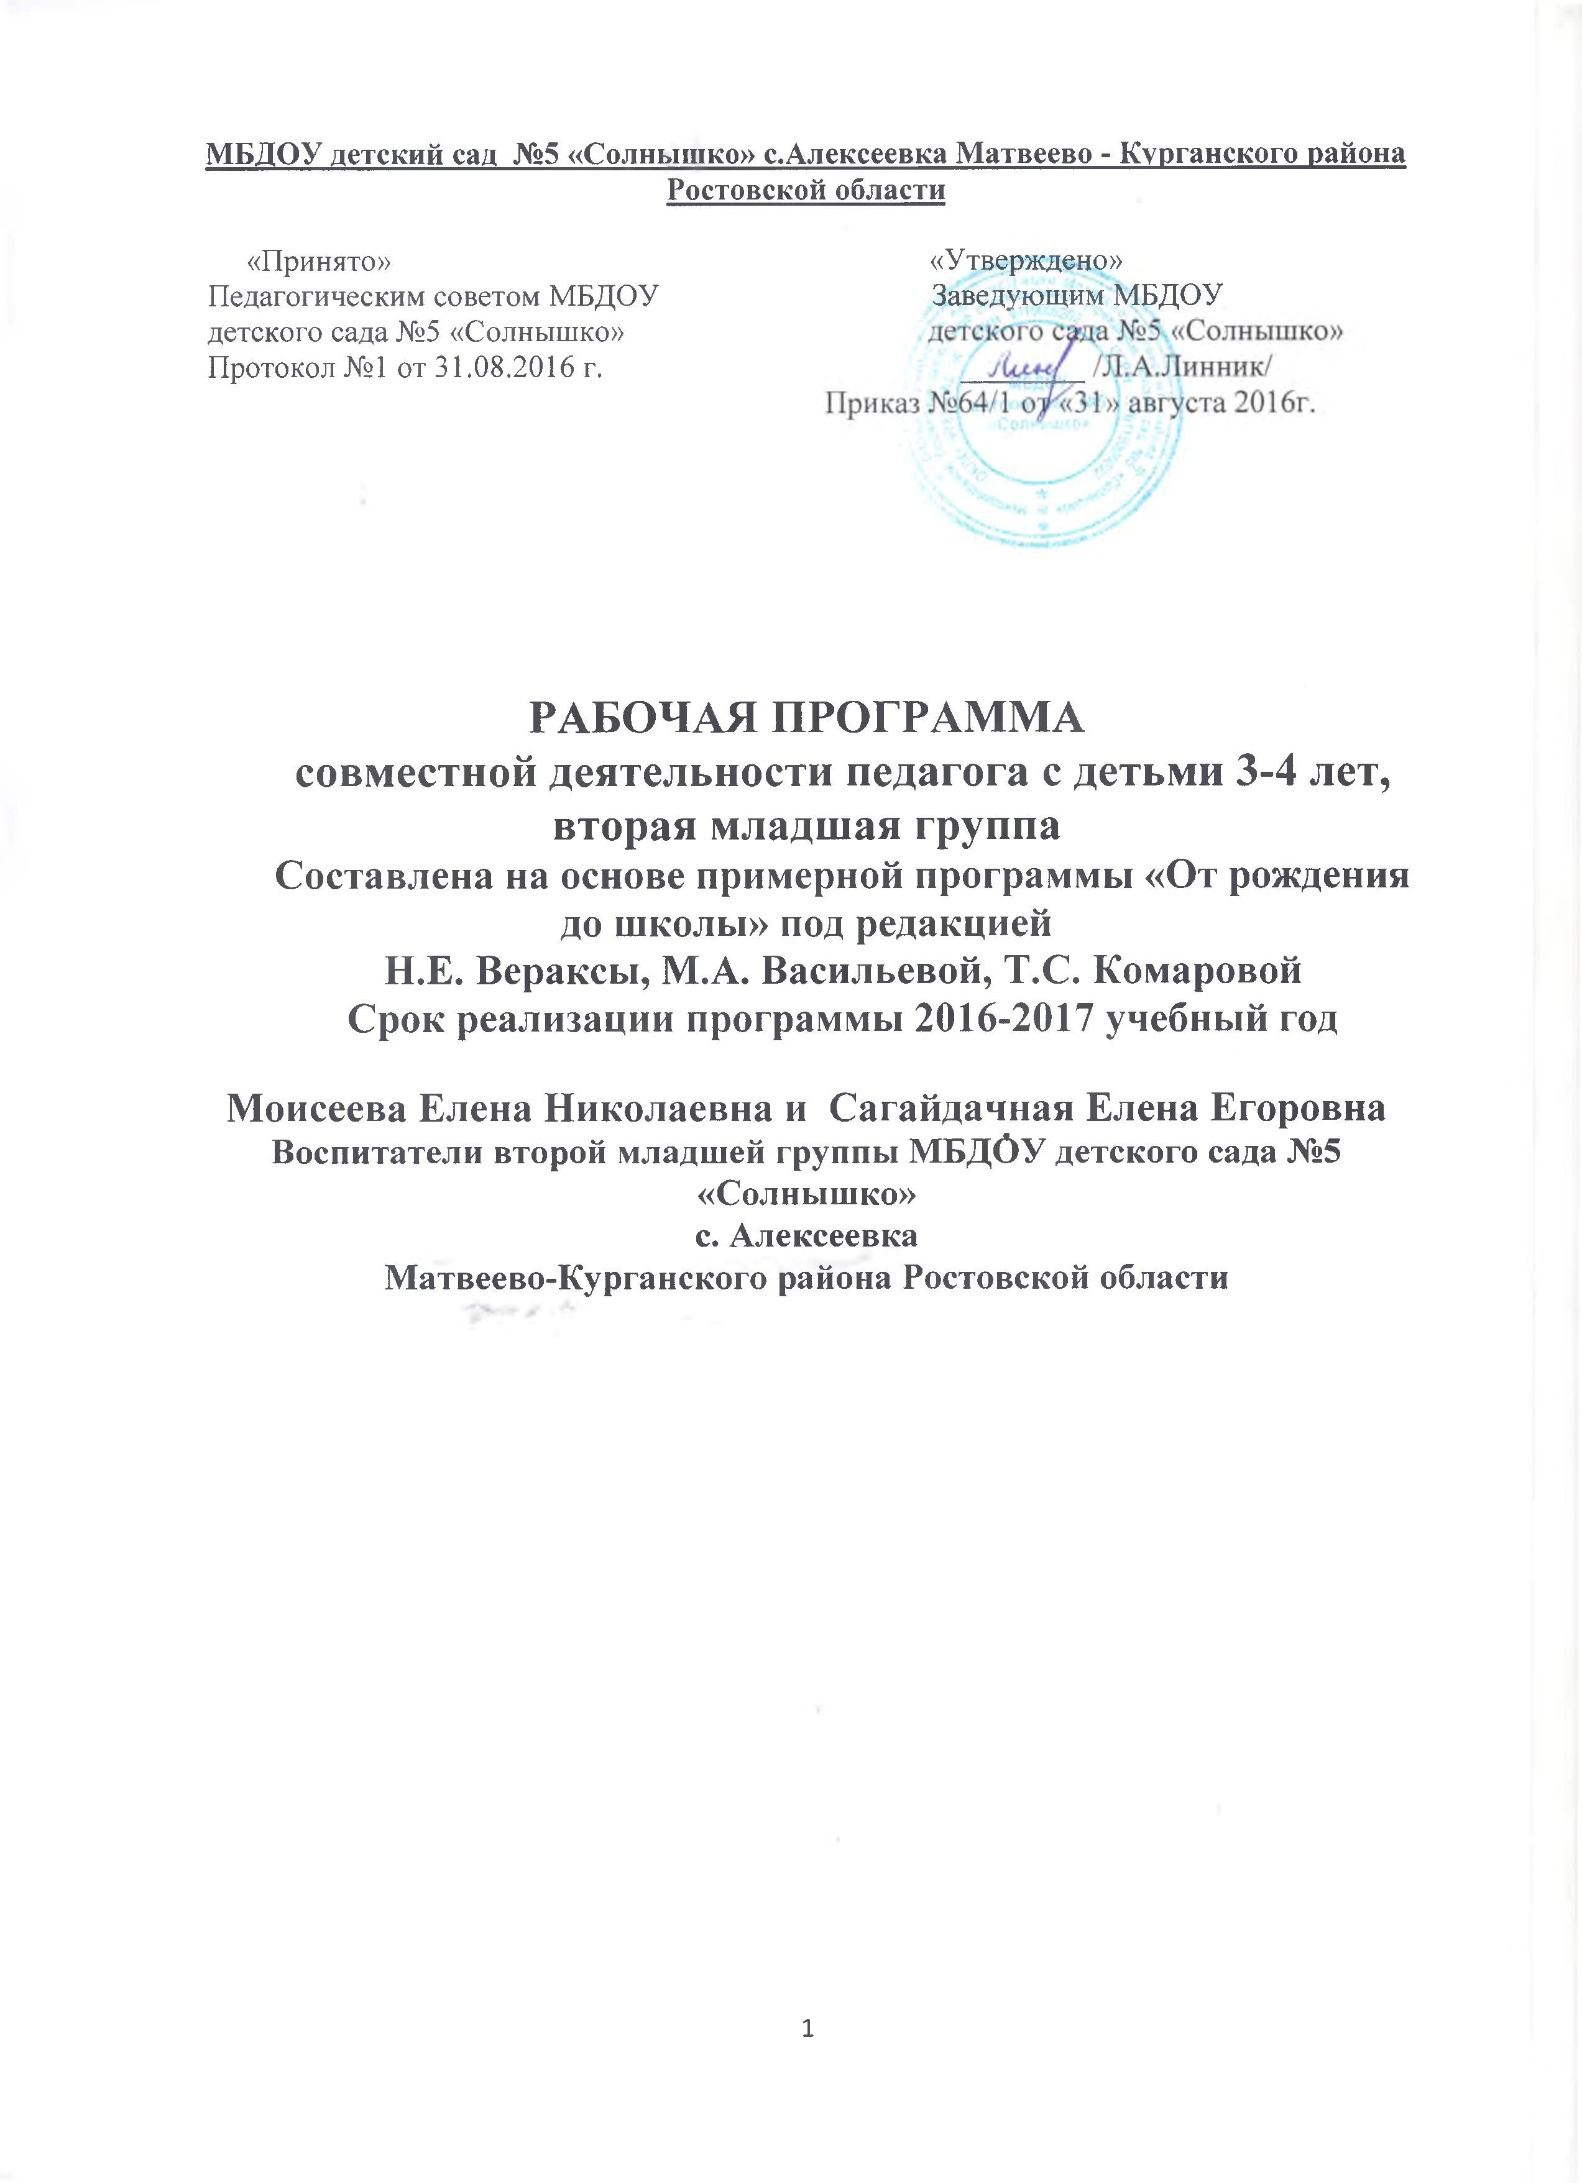 МБДОУ детский сад №5 «Солнышко» с.Алексеевка Матвеево - Курганского района
Ростовской области
«Принято»
Педагогическим советом МБДОУ
детского сада №5 «Солнышко»
Протокол №1 от 31.08.2016 г.
«Утверждено»
Заведующим МБДОУ
детского сада №5 «Солнышко»
/Л.А.Линник/
Приказ №64/1 от «31» августа 2016г.
«Солнышко»
РАБОЧАЯ ПРОГРАММА
совместной деятельности педагога с детьми 3-4 лет,
вторая младшая группа
Составлена на основе примерной программы «От рождения
до школы» под редакцией
Н.Е. Вераксы, М.А. Васильевой, Т.С. Комаровой
Срок реализации программы 2016-2017 учебный год
Моисеева Елена Николаевна и Сагайдачная Елена Егоровна
Воспитатели второй младшей группы МБДОУ детского сада №5
«Солнышко»
с. Алексеевка
Матвеево-Курганского района Ростовской области
1